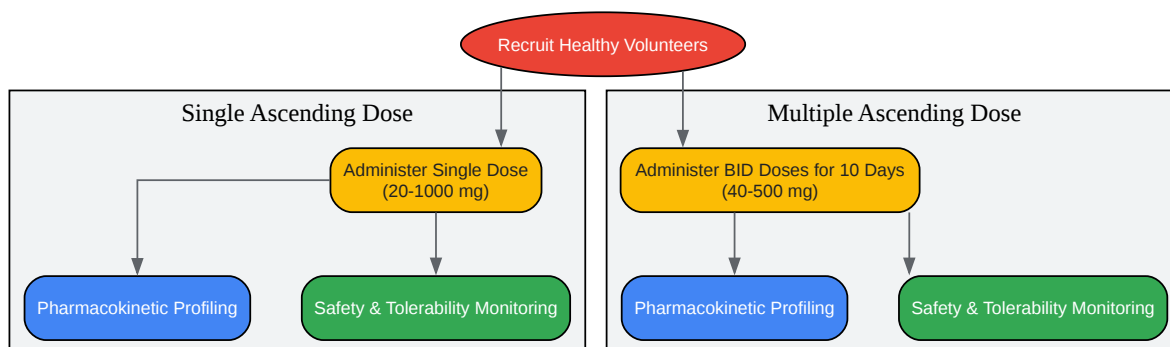 Recruit Healthy Volunteers
Single Ascending Dose
Administer Single Dose
(20-1000 mg)
Pharmacokinetic Profiling
Safety & Tolerability Monitoring
Multiple Ascending Dose
Administer BID Doses for 10 Days
(40-500 mg)
Pharmacokinetic Profiling
Safety & Tolerability Monitoring